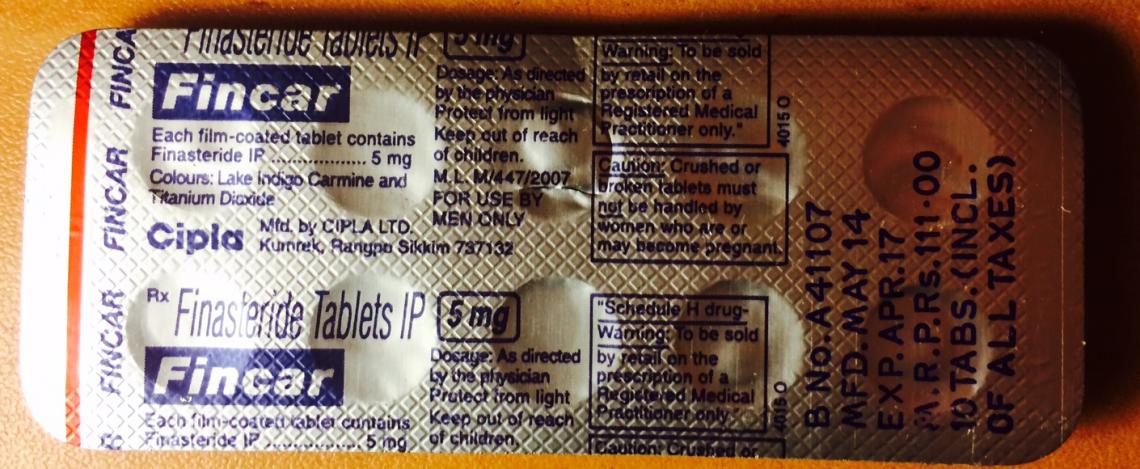 Finasteride Tablets IP
5 mg
Fincar
Each film-coated tablet contains
Finasteride IP .................. 5 mg
Colours: Lake Indigo Carmine and
Titanium Dioxide
Cipla
Mfd. by CIPLA LTD.
Kumrek, Rangpo Sikkim 737132
Dosage: As directed
by the physician
Protect from light
Keep out of reach
of children.
M.L. M/447/2007
FOR USE BY
MEN ONLY
Warning: To be sold
by retail on the
prescription of a
Registered Medical
Practitioner only."
Caution: Crushed or
broken tablets must
not be handled by
women who are or
may become pregnant.
4015 O
Rx Finasteride Tablets IP
5 mg
Fincar
Each film-coated tablet contains
Finasteride IP .................. 5 mg
Dosage: As directed
by the physician
Protect from light
Keep out of reach
of children.
"Schedule H drug-
Warning: To be sold
by retail on the
prescription of a
Registered Medical
Practitioner only."
Caution: Crushed or
4015 O
FINCAR FINCAR FINCA
R
B No. A41107
MFD. MAY 14
EXP. APR. 17
M.R.P. Rs. 111.00
10 TABS. (INCL.
OF ALL TAXES)